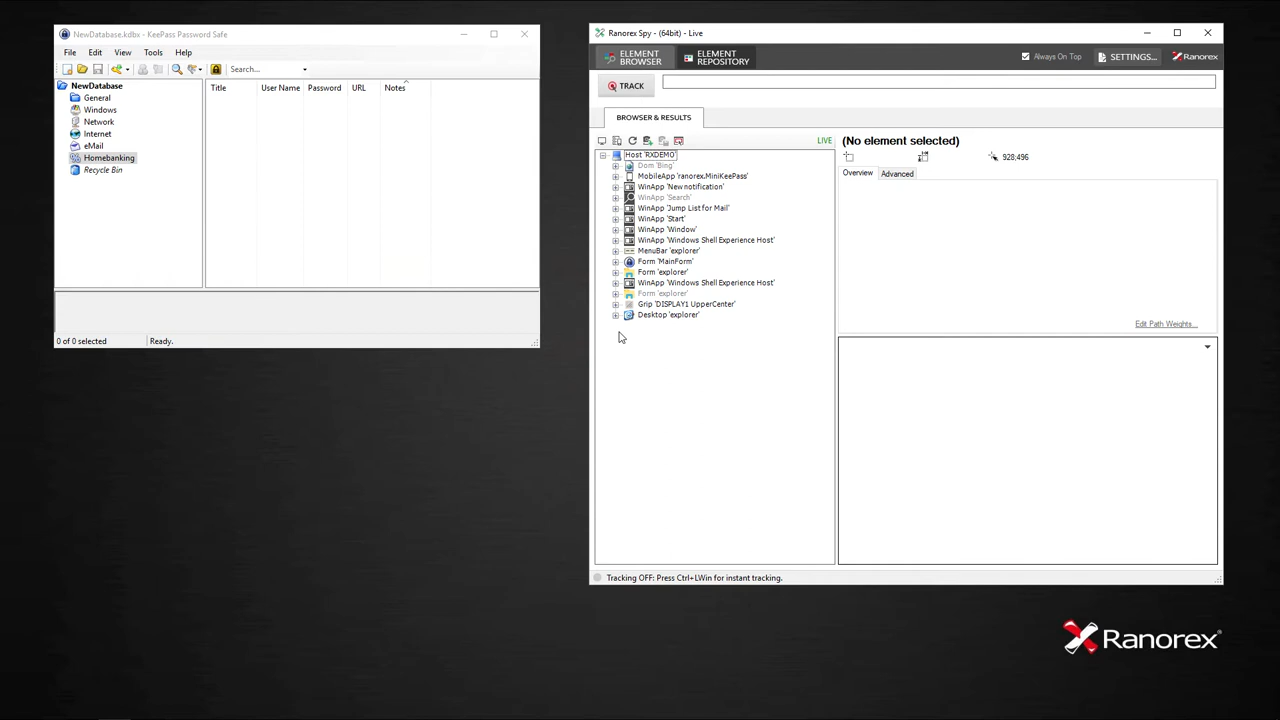 NewDatabase.kdbx - KeePass Password Safe
File Edit View Tools Help
Search...
NewDatabase
General
Windows
Network
Internet
eMail
Homebanking
Recycle Bin
Title User Name Password URL Notes
0 of 0 selected Ready.
Ranorex Spy - (64bit) - Live
ELEMENT BROWSER
ELEMENT REPOSITORY
Always On Top
SETTINGS...
Ranorex
TRACK
BROWSER & RESULTS
LIVE
Host 'RXDEMO'
Dom 'Bing'
MobileApp 'ranorex.MiniKeePass'
WinApp 'New notification'
WinApp 'Search'
WinApp 'Jump List for Mail'
WinApp 'Start'
WinApp 'Window'
WinApp 'Windows Shell Experience Host'
MenuBar 'explorer'
Form 'MainForm'
Form 'explorer'
WinApp 'Windows Shell Experience Host'
Form 'explorer'
Grip 'DISPLAY1 UpperCenter'
Desktop 'explorer'
(No element selected)
928;496
Overview Advanced
Edit Path Weights...
Tracking OFF: Press Ctrl+LWin for instant tracking.
Ranorex®